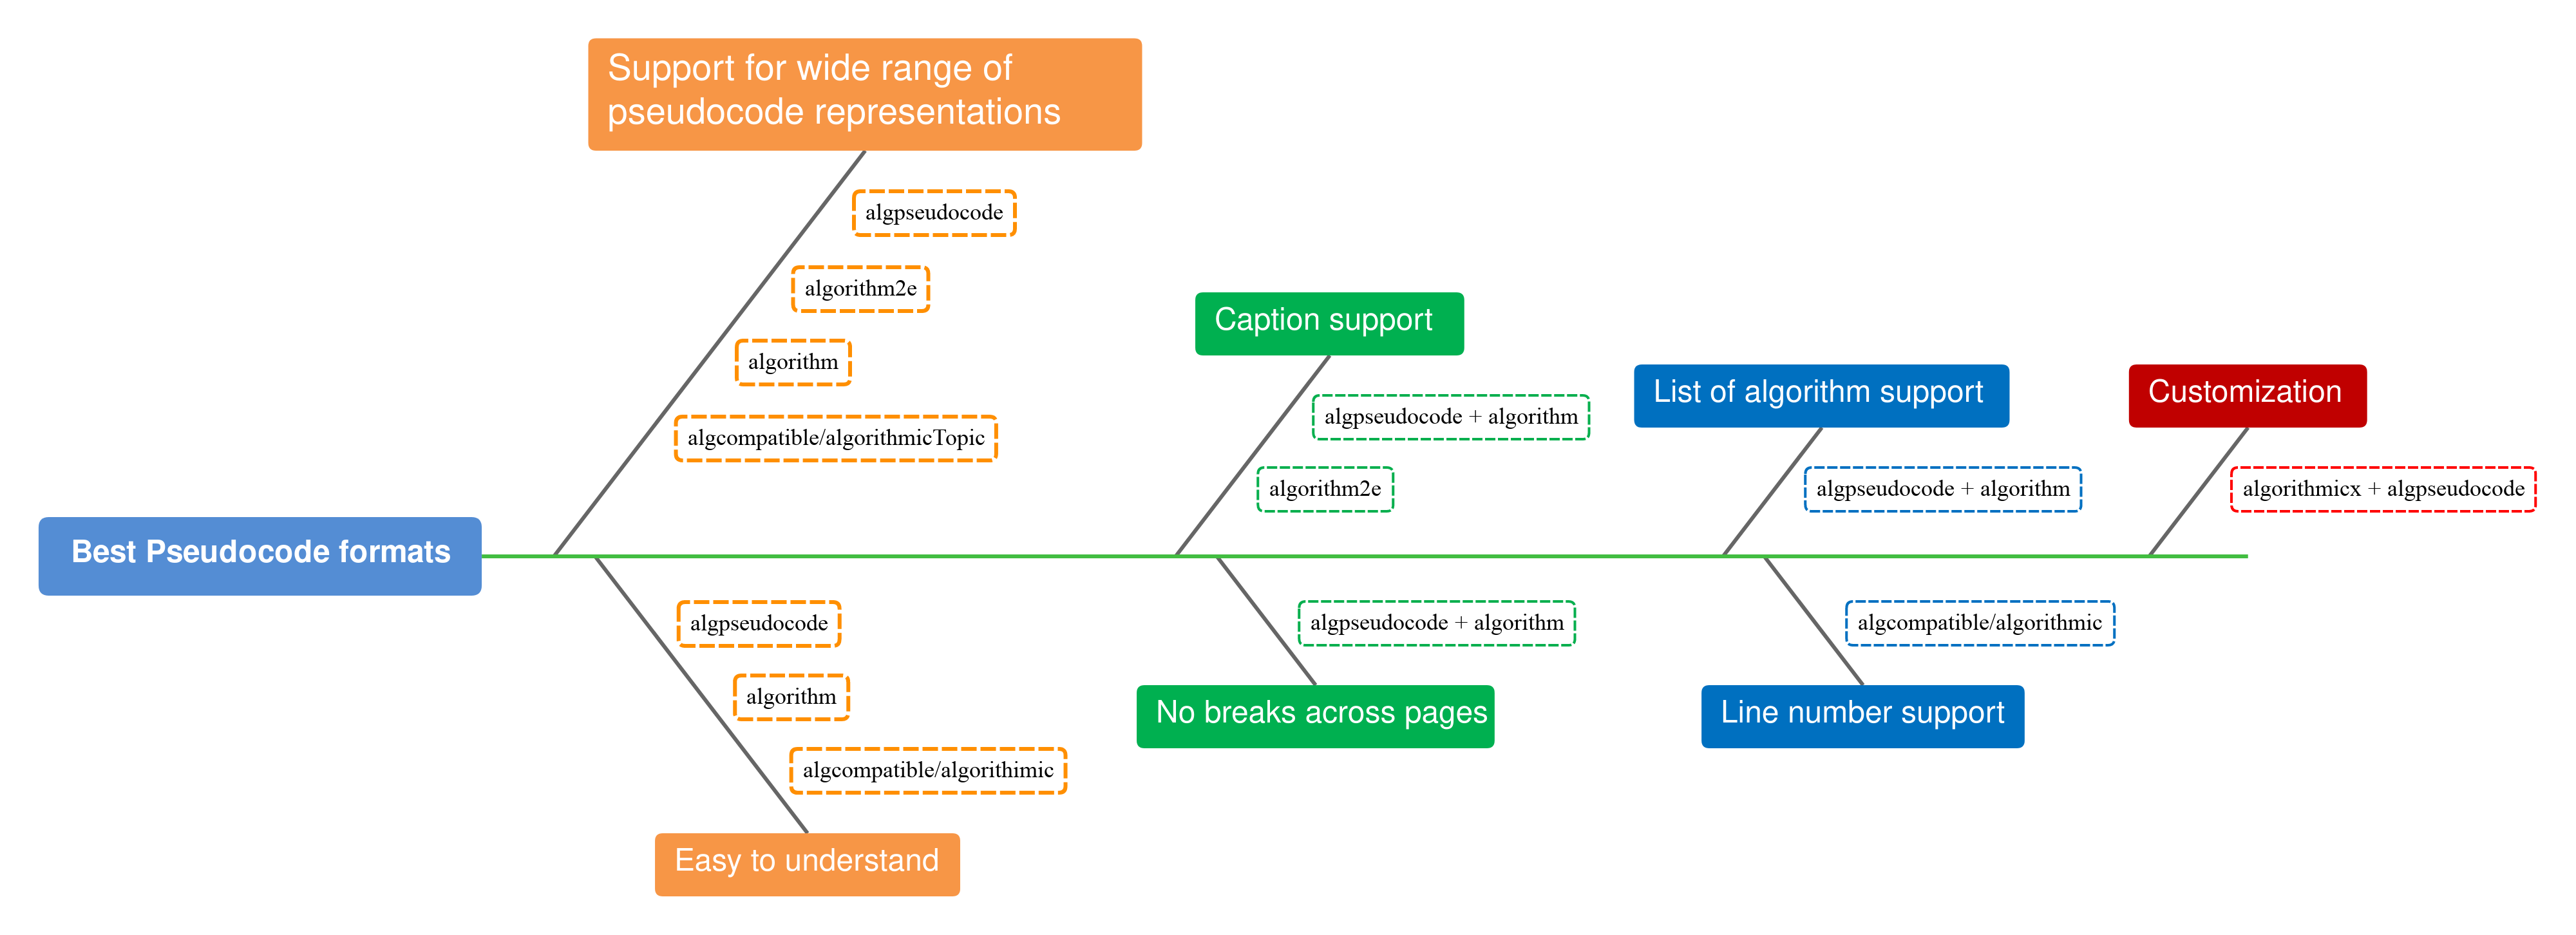 Support for wide range of
pseudocode representations
algpseudocode
algorithm2e
algorithm
algcompatible/algorithmicTopic
Caption support
algpseudocode + algorithm
algorithm2e
List of algorithm support
algpseudocode + algorithm
Customization
algorithmicx + algpseudocode
Best Pseudocode formats
algpseudocode
algorithm
algcompatible/algorithimic
Easy to understand
algpseudocode + algorithm
No breaks across pages
algcompatible/algorithmic
Line number support